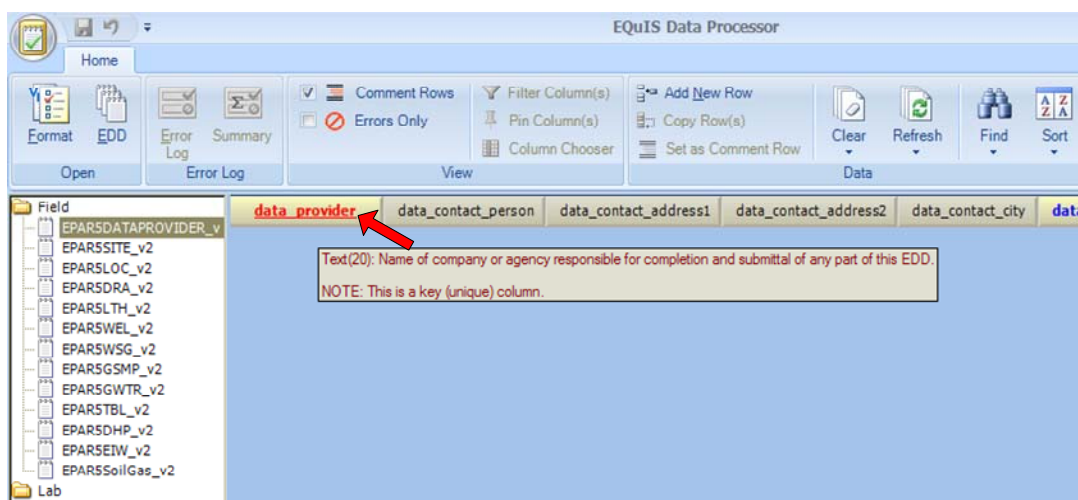 EQuIS Data Processor
Home
Format
EDD
Open
Error Log
Summary
Error Log
Comment Rows
Errors Only
Filter Column(s)
Pin Column(s)
Column Chooser
View
Add New Row
Copy Row(s)
Set as Comment Row
Clear
Refresh
Find
Sort
Data
Field
EPAR5DATAPROVIDER_v
EPAR5SITE_v2
EPAR5LOC_v2
EPAR5DRA_v2
EPAR5LTH_v2
EPAR5WEL_v2
EPAR5WSG_v2
EPAR5GSMP_v2
EPAR5GWTR_v2
EPAR5TBL_v2
EPAR5DHP_v2
EPAR5EIW_v2
EPAR5SoilGas_v2
Lab
data_provider data_contact_person data_contact_address1 data_contact_address2 data_contact_city data
Text(20): Name of company or agency responsible for completion and submittal of any part of this EDD.
NOTE: This is a key (unique) column.